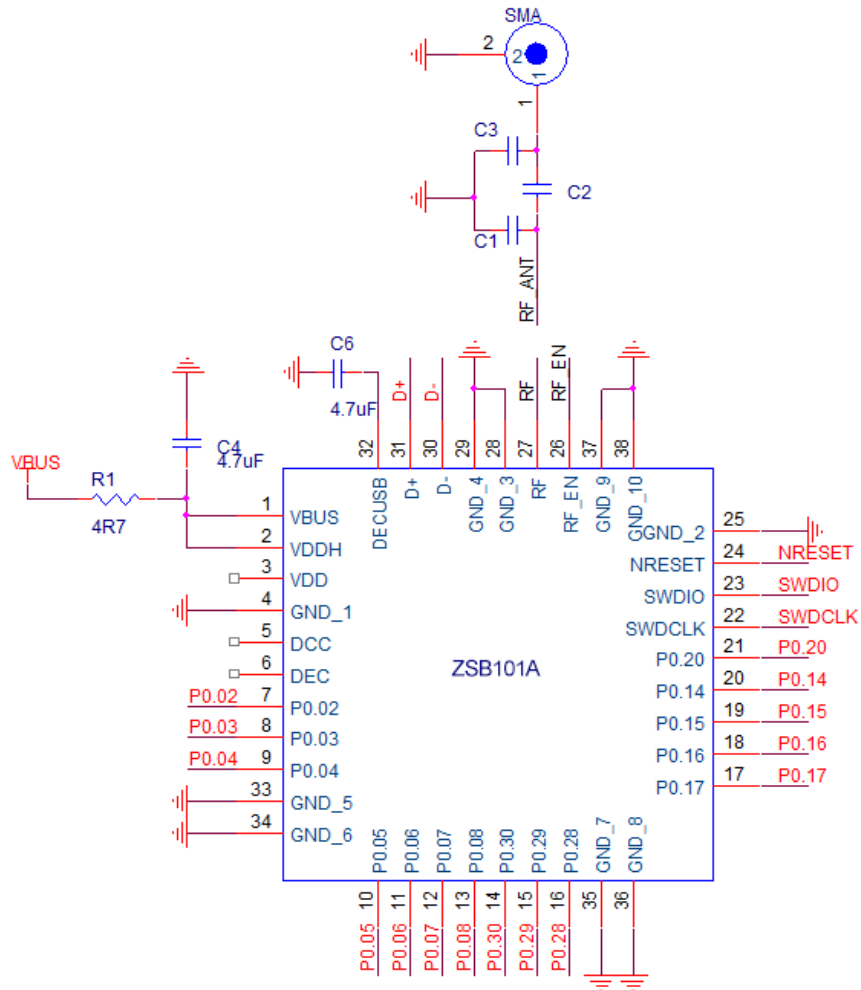 SMA
2
2
1
1
C3
C2
C1
RF_ANT
C6
4.7uF
D+
D-
RF
RF_EN
C4
4.7uF
VBUS
R1
4R7
32
31
30
29
28
27
26
37
38
DECUSB
D+
D-
GND_4
GND_3
RF
RF_EN
GND_9
GND_10
1 VBUS
2 VDDH
3 VDD
4 GND_1
5 DCC
6 DEC
P0.02 7 P0.02
P0.03 8 P0.03
P0.04 9 P0.04
33 GND_5
34 GND_6
ZSB101A
GND_2 25
NRESET 24 NRESET
SWDIO 23 SWDIO
SWDCLK 22 SWDCLK
P0.20 21 P0.20
P0.14 20 P0.14
P0.15 19 P0.15
P0.16 18 P0.16
P0.17 17 P0.17
P0.05
P0.06
P0.07
P0.08
P0.30
P0.29
P0.28
GND_7
GND_8
10
11
12
13
14
15
16
35
36
P0.05
P0.06
P0.07
P0.08
P0.30
P0.29
P0.28